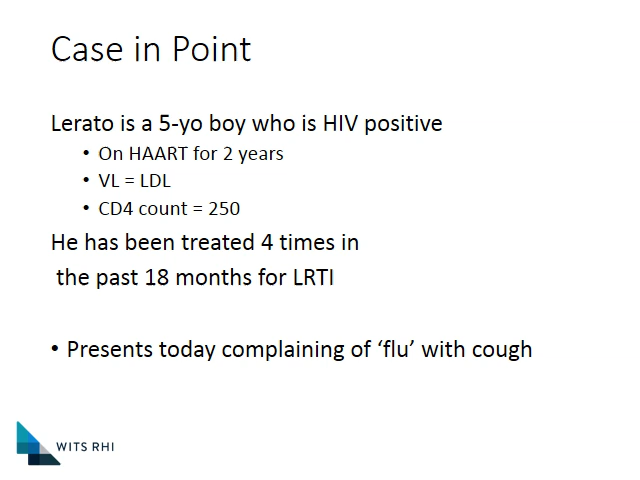 Case in Point
Lerato is a 5-yo boy who is HIV positive
• On HAART for 2 years
• VL = LDL
• CD4 count = 250
He has been treated 4 times in
the past 18 months for LRTI
• Presents today complaining of ‘flu’ with cough
WITS RHI